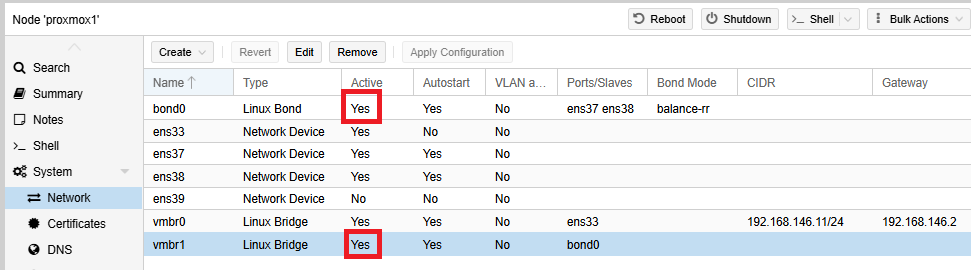 Node 'proxmox1'
Reboot Shutdown Shell Bulk Actions
Search
Summary
Notes
Shell
System
Network
Certificates
DNS
Create Revert Edit Remove Apply Configuration
Name Type Active Autostart VLAN a... Ports/Slaves Bond Mode CIDR Gateway
bond0 Linux Bond Yes Yes No ens37 ens38 balance-rr
ens33 Network Device Yes No No
ens37 Network Device Yes Yes No
ens38 Network Device Yes Yes No
ens39 Network Device No No No
vmbr0 Linux Bridge Yes Yes No ens33 192.168.146.11/24 192.168.146.2
vmbr1 Linux Bridge Yes Yes No bond0